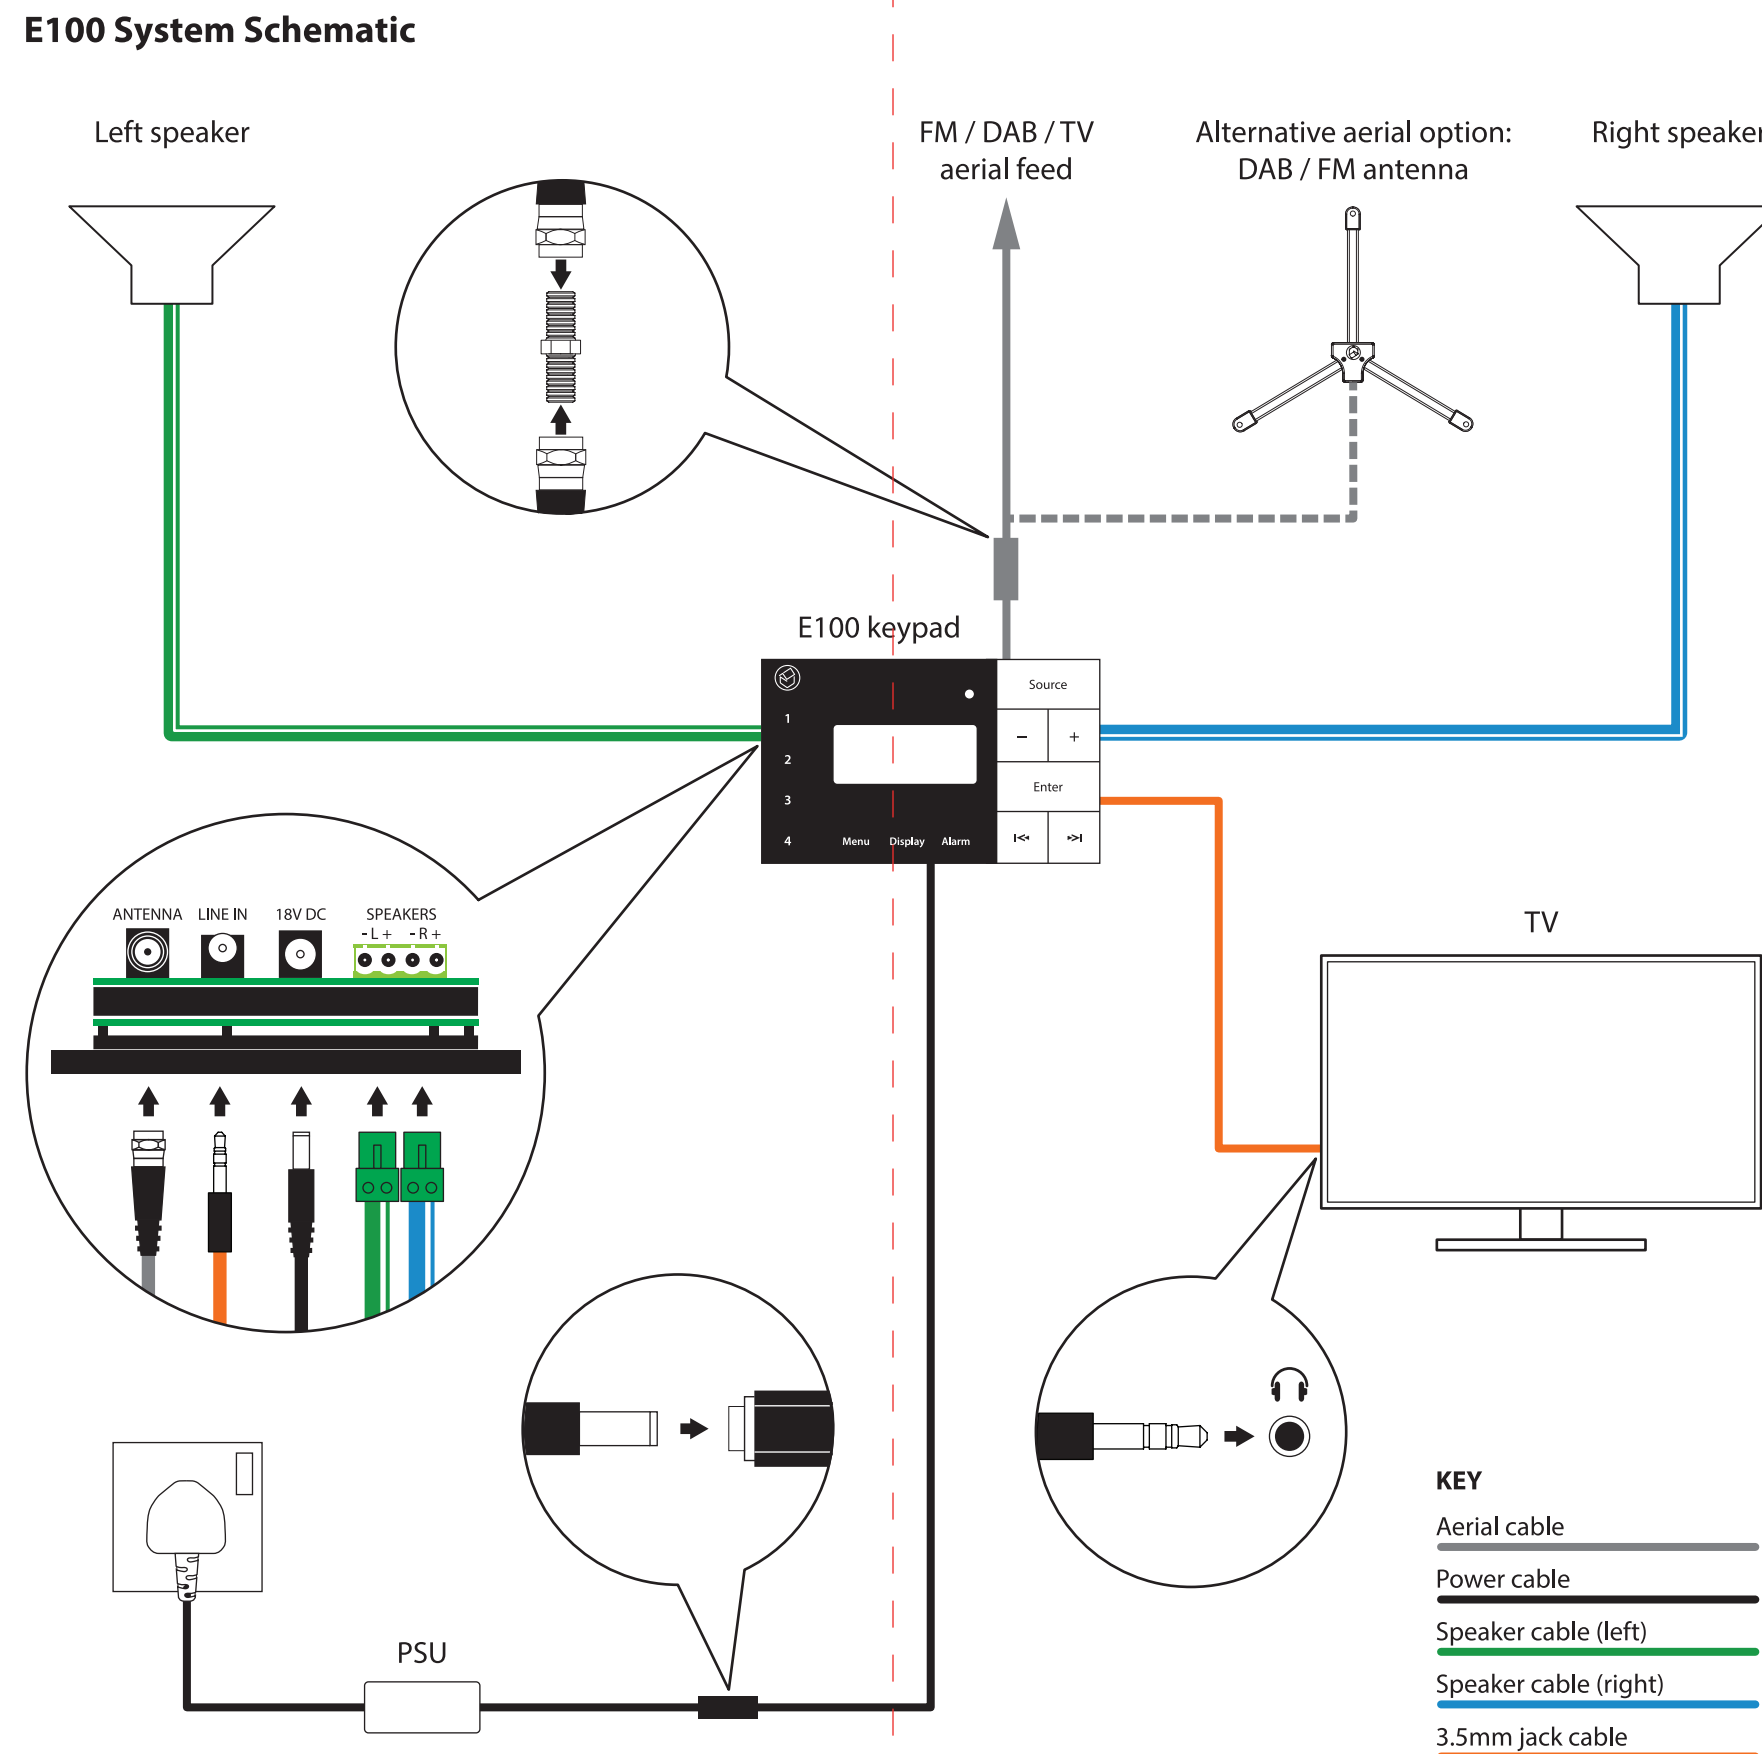 E100 System Schematic
Left speaker
FM / DAB / TV
aerial feed
Alternative aerial option:
DAB / FM antenna
Right speaker
E100 keypad
Source
1
2
3
4
− +
Enter
Menu Display Alarm
TV
ANTENNA LINE IN 18V DC SPEAKERS
- L + - R +
PSU
KEY
Aerial cable
Power cable
Speaker cable (left)
Speaker cable (right)
3.5mm jack cable